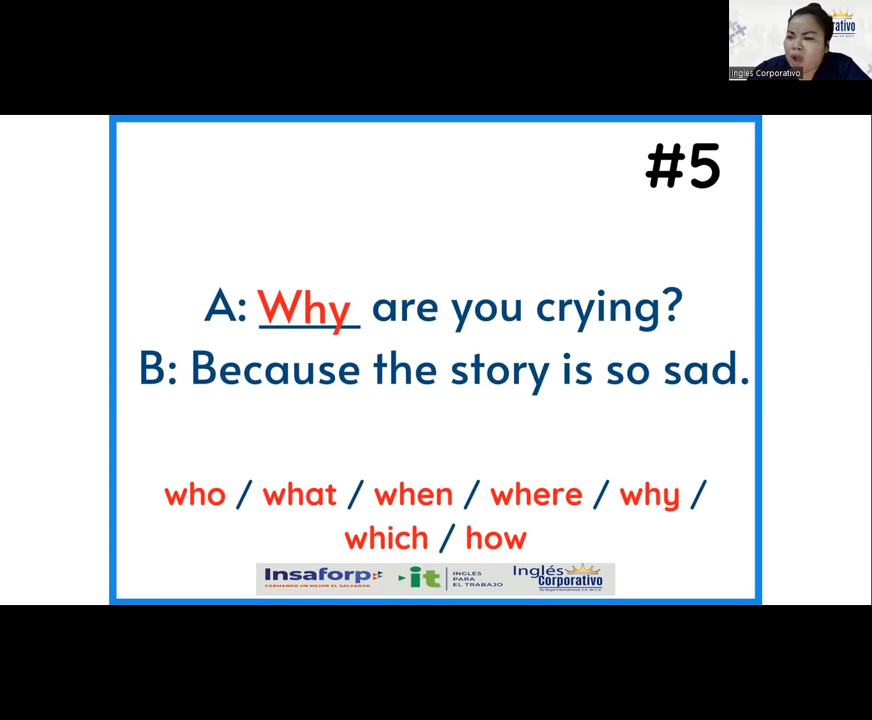 rativo
Inglés Corporativo
#5
A: Why are you crying?
B: Because the story is so sad.
who / what / when / where / why /
which / how
Insaforp
FORMANDO UN MEJOR EL SALVADOR
it
INGLÉS
PARA
EL TRABAJO
Inglés
Corporativo
By Regal International, S.A. de C.V.